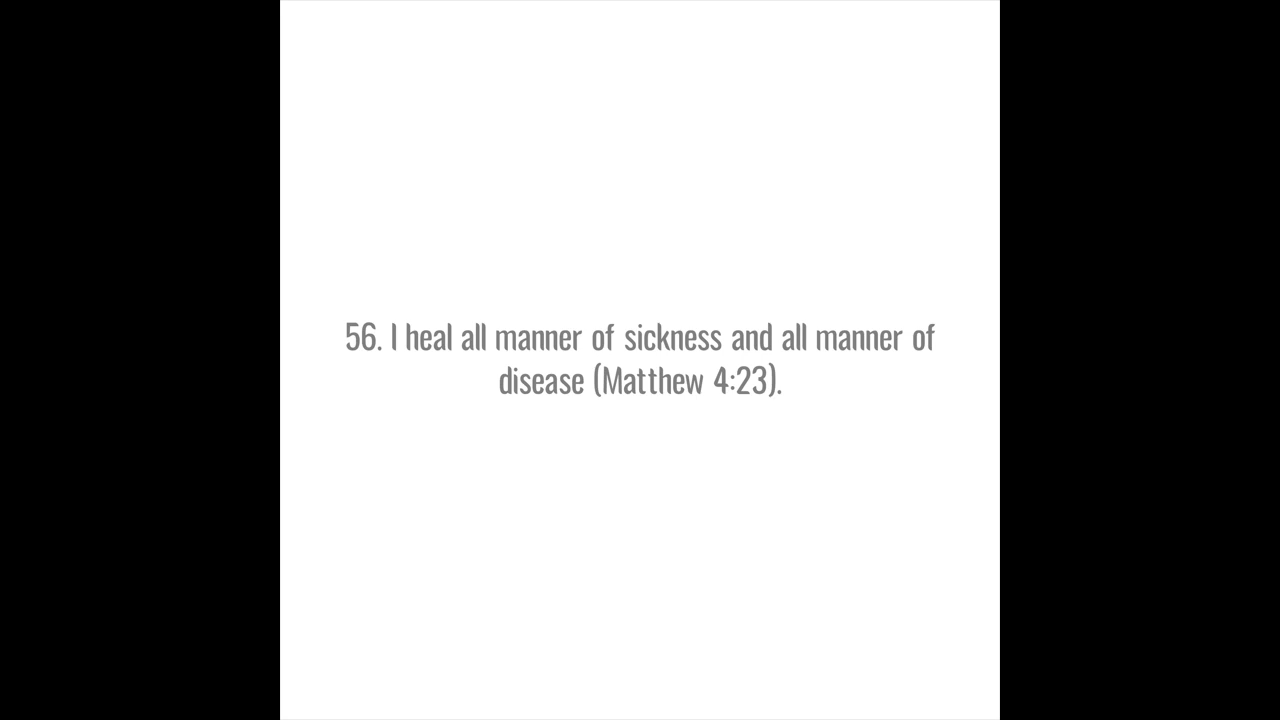 56. I heal all manner of sickness and all manner of
disease (Matthew 4:23).